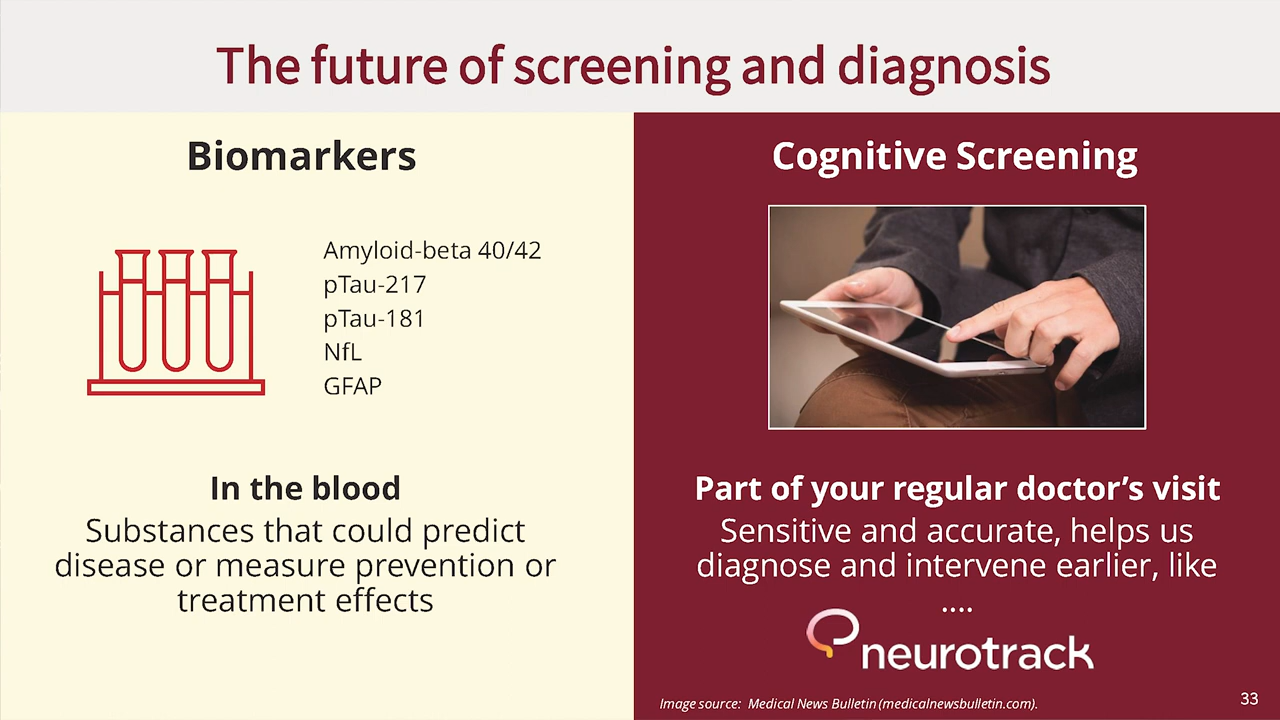 The future of screening and diagnosis
Biomarkers
Amyloid-beta 40/42
pTau-217
pTau-181
NfL
GFAP
In the blood
Substances that could predict
disease or measure prevention or
treatment effects
Cognitive Screening
Part of your regular doctor’s visit
Sensitive and accurate, helps us
diagnose and intervene earlier, like
....
neurotrack
Image source: Medical News Bulletin (medicalnewsbulletin.com).
33